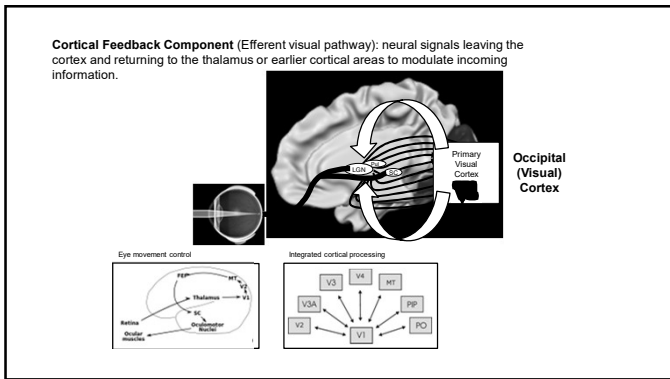 Cortical Feedback Component (Efferent visual pathway): neural signals leaving the
cortex and returning to the thalamus or earlier cortical areas to modulate incoming
information.
Pul
LGN
SC
Primary
Visual
Cortex
Occipital
(Visual)
Cortex
Eye movement control
FEF
MT
V2
V1
Thalamus
SC
Retina
Oculomotor
Nuclei
Ocular
muscles
Integrated cortical processing
V4
V3
MT
V3A
PIP
V2
V1
PO